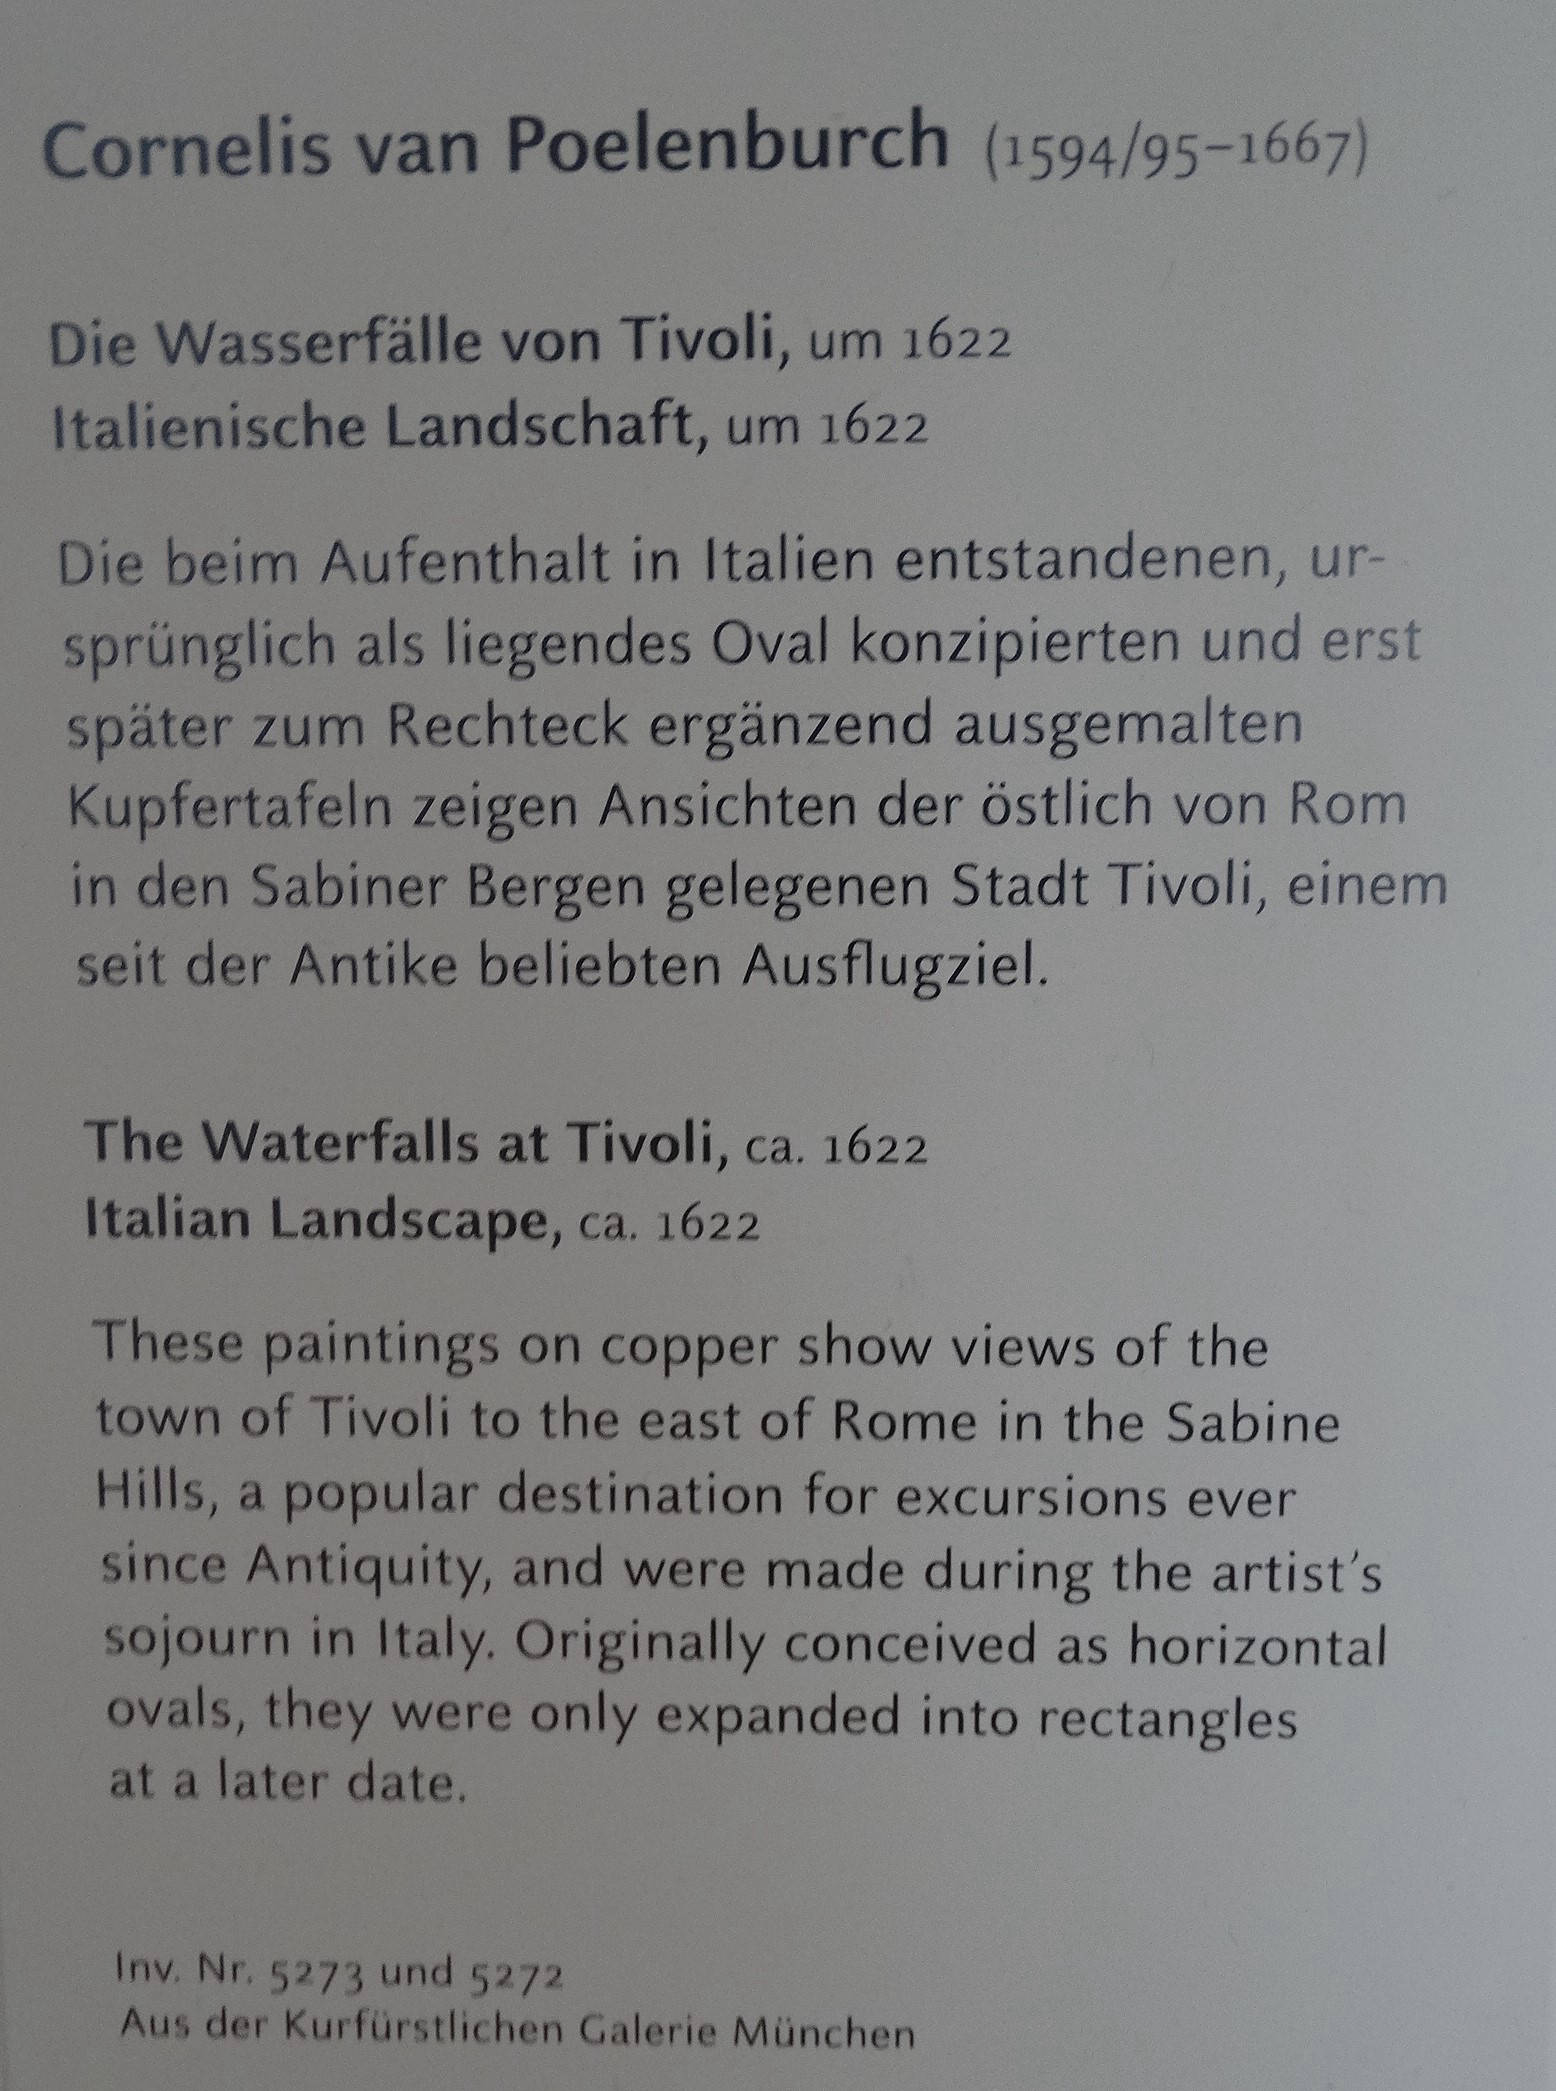 Cornelis van Poelenburch (1594/95–1667)
Die Wasserfälle von Tivoli, um 1622
Italienische Landschaft, um 1622
Die beim Aufenthalt in Italien entstandenen, ur-
sprünglich als liegendes Oval konzipierten und erst
später zum Rechteck ergänzend ausgemalten
Kupfertafeln zeigen Ansichten der östlich von Rom
in den Sabiner Bergen gelegenen Stadt Tivoli, einem
seit der Antike beliebten Ausflugziel.
The Waterfalls at Tivoli, ca. 1622
Italian Landscape, ca. 1622
These paintings on copper show views of the
town of Tivoli to the east of Rome in the Sabine
Hills, a popular destination for excursions ever
since Antiquity, and were made during the artist’s
sojourn in Italy. Originally conceived as horizontal
ovals, they were only expanded into rectangles
at a later date.
Inv. Nr. 5273 und 5272
Aus der Kurfürstlichen Galerie München